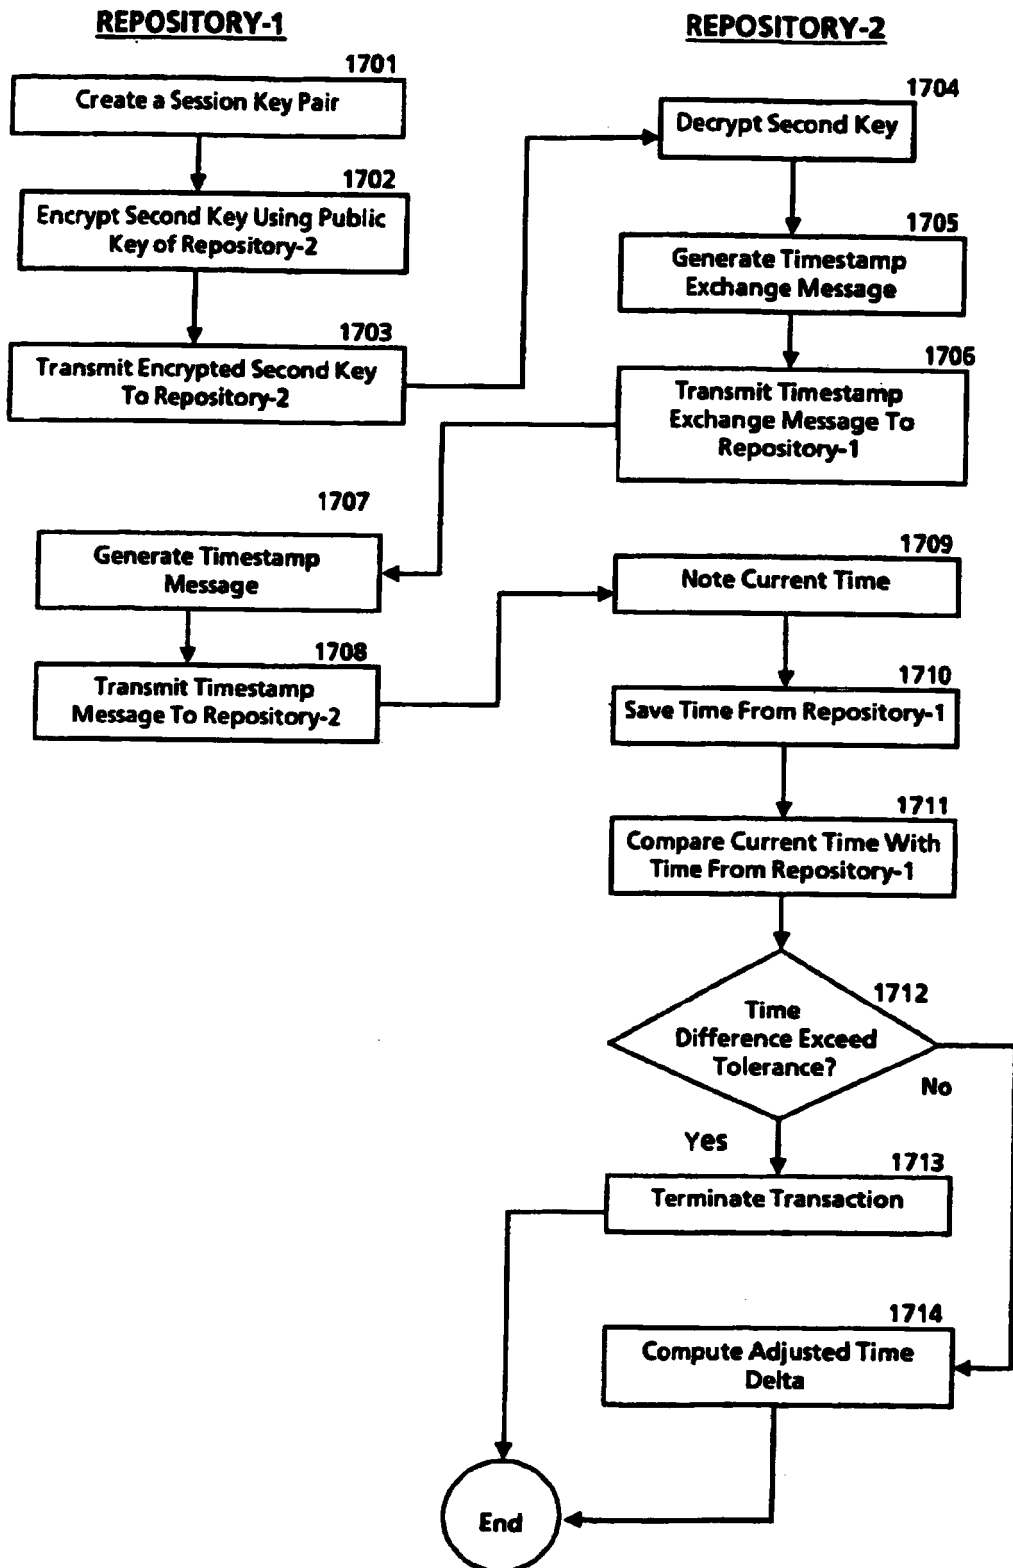 REPOSITORY-1
REPOSITORY-2
1701
Create a Session Key Pair
1702
Encrypt Second Key Using Public
Key of Repository-2
1703
Transmit Encrypted Second Key
To Repository-2
1704
Decrypt Second Key
1705
Generate Timestamp
Exchange Message
1706
Transmit Timestamp
Exchange Message To
Repository-1
1707
Generate Timestamp
Message
1708
Transmit Timestamp
Message To Repository-2
1709
Note Current Time
1710
Save Time From Repository-1
1711
Compare Current Time With
Time From Repository-1
1712
Time
Difference Exceed
Tolerance?
No
Yes
1713
Terminate Transaction
1714
Compute Adjusted Time
Delta
End